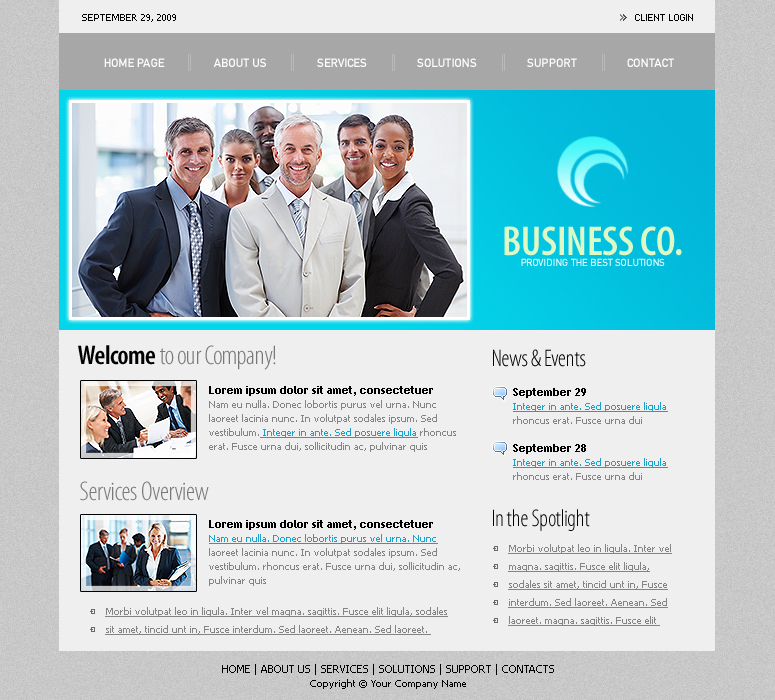 SEPTEMBER 29, 2009
CLIENT LOGIN
HOME PAGE
ABOUT US
SERVICES
SOLUTIONS
SUPPORT
CONTACT
BUSINESS CO.
PROVIDING THE BEST SOLUTIONS
Welcome to our Company!
Lorem ipsum dolor sit amet, consectetuer
Nam eu nulla. Donec lobortis purus vel urna. Nunc
laoreet lacinia nunc. In volutpat sodales ipsum. Sed
vestibulum. Integer in ante. Sed posuere ligula rhoncus
erat. Fusce urna dui, sollicitudin ac, pulvinar quis
Services Overview
Lorem ipsum dolor sit amet, consectetuer
Nam eu nulla. Donec lobortis purus vel urna. Nunc
laoreet lacinia nunc. In volutpat sodales ipsum. Sed
vestibulum. rhoncus erat. Fusce urna dui, sollicitudin ac,
pulvinar quis
Morbi volutpat leo in ligula. Inter vel magna. sagittis. Fusce elit ligula, sodales
sit amet, tincid unt in, Fusce interdum. Sed laoreet. Aenean. Sed laoreet.
News & Events
September 29
Integer in ante. Sed posuere ligula
rhoncus erat. Fusce urna dui
September 28
Integer in ante. Sed posuere ligula
rhoncus erat. Fusce urna dui
In the Spotlight
Morbi volutpat leo in ligula. Inter vel
magna. sagittis. Fusce elit ligula,
sodales sit amet, tincid unt in, Fusce
interdum. Sed laoreet. Aenean. Sed
laoreet. magna. sagittis. Fusce elit
HOME | ABOUT US | SERVICES | SOLUTIONS | SUPPORT | CONTACTS
Copyright © Your Company Name